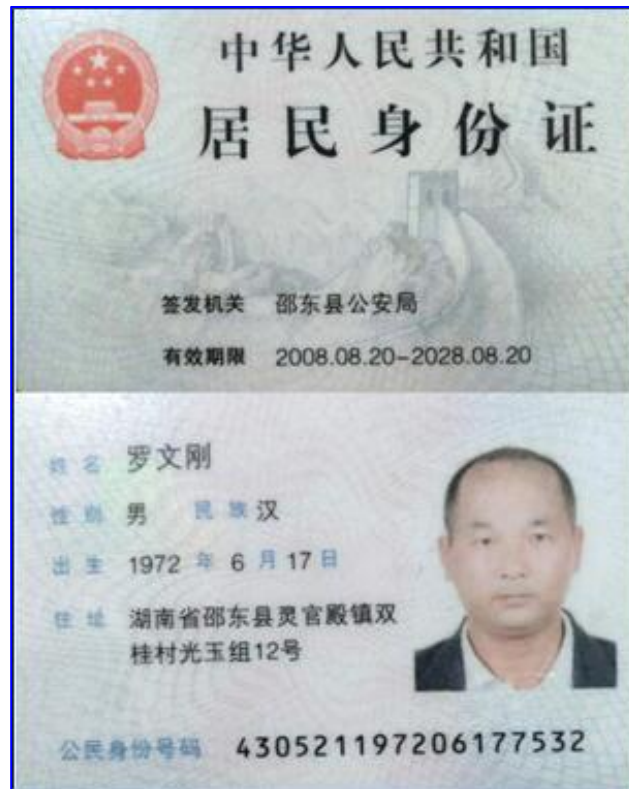 中华人民共和国
居民身份证
签发机关 邵东县公安局
有效期限 2008.08.20-2028.08.20
姓名 罗文刚
性别 男 民族 汉
出生 1972 年 6 月 17 日
住址 湖南省邵东县灵官殿镇双
桂村光玉组12号
公民身份号码 430521197206177532